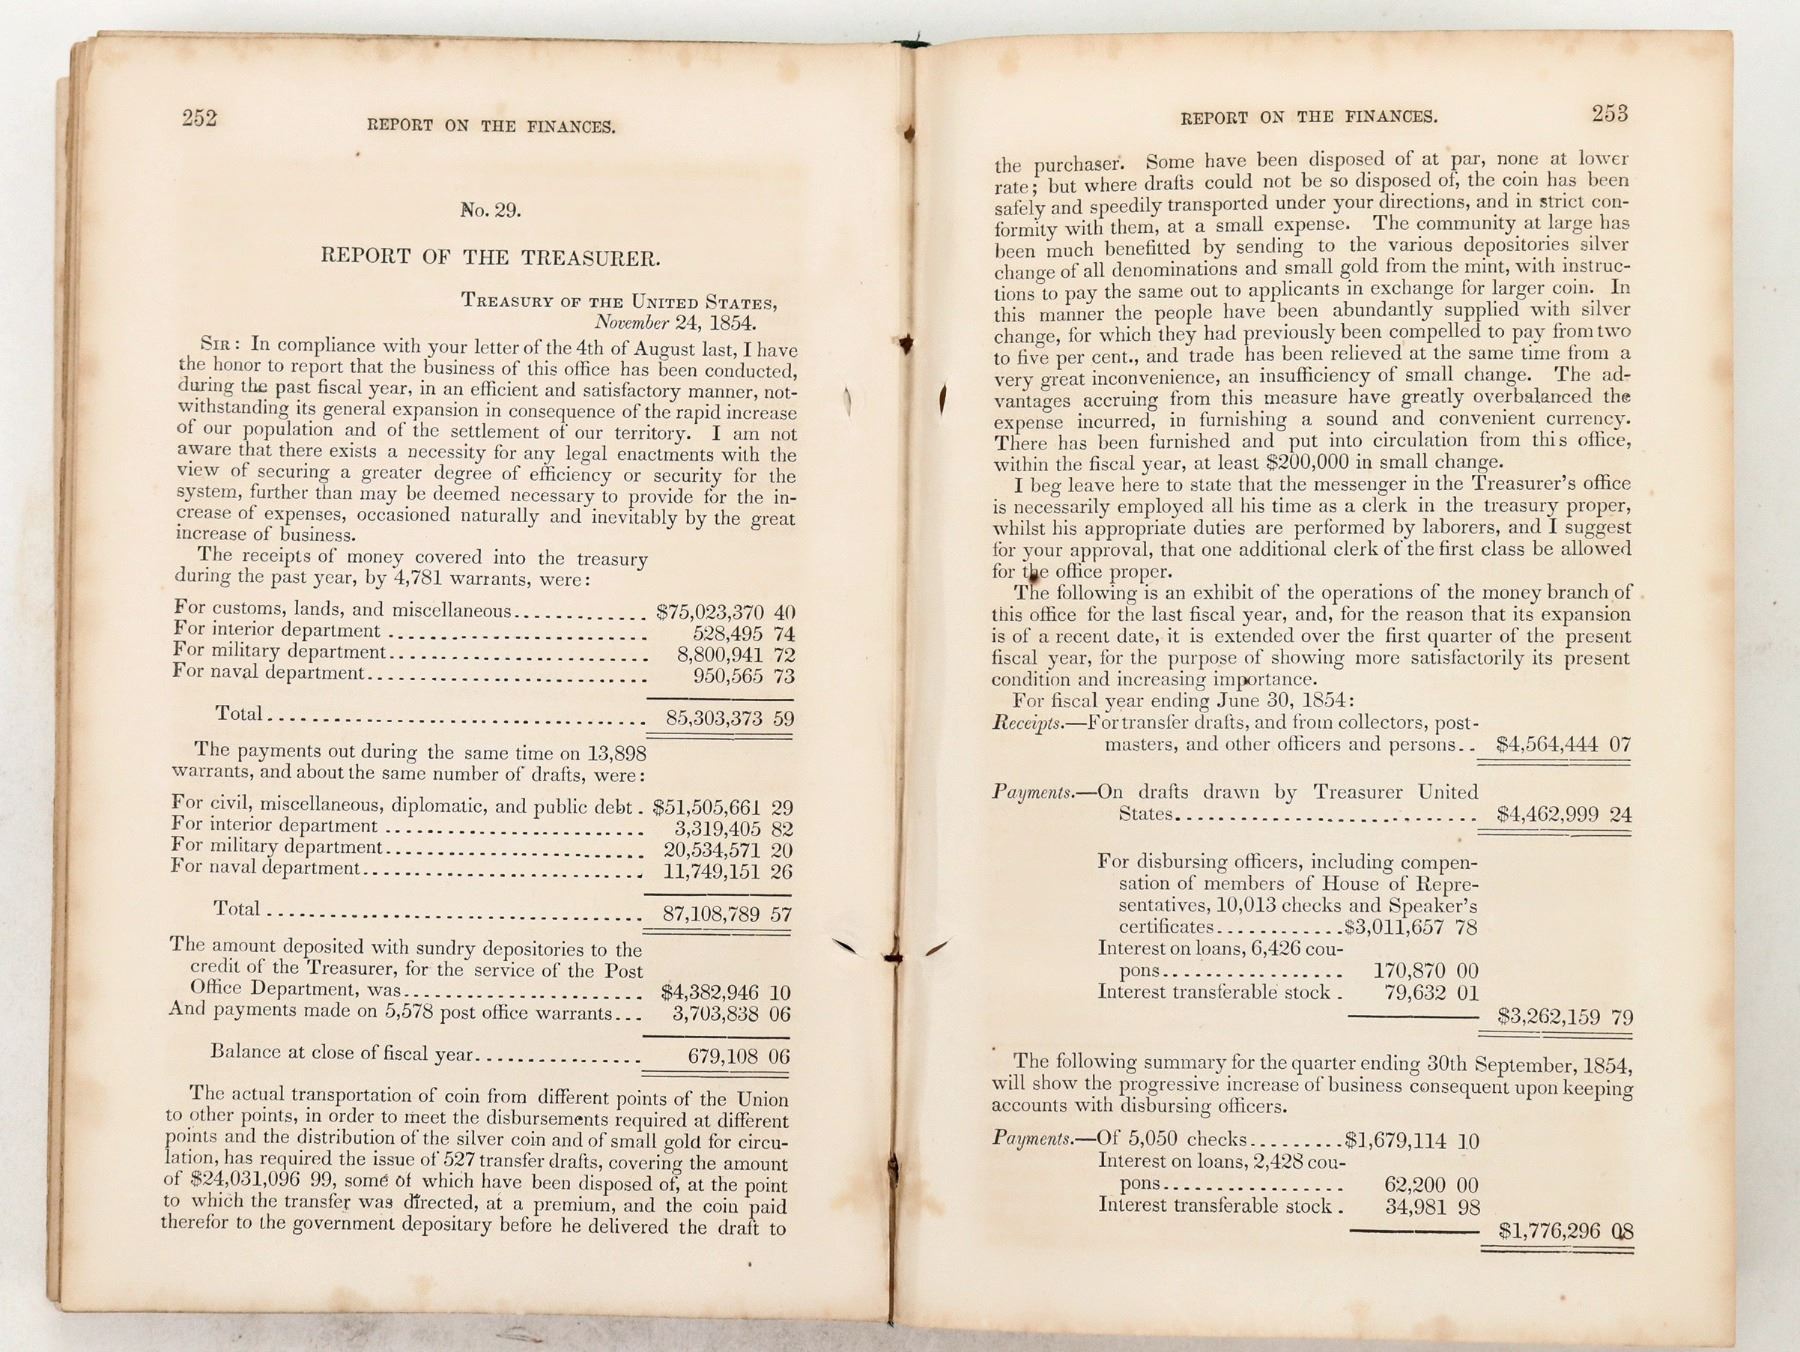 252
REPORT ON THE FINANCES.
No. 29.
REPORT OF THE TREASURER.
TREASURY OF THE UNITED STATES,
November 24, 1854.
SIR: In compliance with your letter of the 4th of August last, I have
the honor to report that the business of this office has been conducted,
during the past fiscal year, in an efficient and satisfactory manner, not-
withstanding its general expansion in consequence of the rapid increase
of our population and of the settlement of our territory. I am not
aware that there exists a necessity for any legal enactments with the
view of securing a greater degree of efficiency or security for the
system, further than may be deemed necessary to provide for the in-
crease of expenses, occasioned naturally and inevitably by the great
increase of business.
The receipts of money covered into the treasury
during the past year, by 4,781 warrants, were:
For customs, lands, and miscellaneous............ $75,023,370 40
For interior department ........................ 528,495 74
For military department........................ 8,800,941 72
For naval department.......................... 950,565 73
Total................................ 85,303,373 59
The payments out during the same time on 13,898
warrants, and about the same number of drafts, were:
For civil, miscellaneous, diplomatic, and public debt. $51,505,661 29
For interior department ........................ 3,319,405 82
For military department........................ 20,534,571 20
For naval department.......................... 11,749,151 26
Total ................................ 87,108,789 57
The amount deposited with sundry depositories to the
credit of the Treasurer, for the service of the Post
Office Department, was...................... $4,382,946 10
And payments made on 5,578 post office warrants... 3,703,838 06
Balance at close of fiscal year............... 679,108 06
The actual transportation of coin from different points of the Union
to other points, in order to meet the disbursements required at different
points and the distribution of the silver coin and of small gold for circu-
lation, has required the issue of 527 transfer drafts, covering the amount
of $24,031,096 99, some of which have been disposed of, at the point
to which the transfer was directed, at a premium, and the coin paid
therefor to the government depositary before he delivered the draft to
REPORT ON THE FINANCES.
253
the purchaser. Some have been disposed of at par, none at lower
rate; but where drafts could not be so disposed of, the coin has been
safely and speedily transported under your directions, and in strict con-
formity with them, at a small expense. The community at large has
been much benefitted by sending to the various depositories silver
change of all denominations and small gold from the mint, with instruc-
tions to pay the same out to applicants in exchange for larger coin. In
this manner the people have been abundantly supplied with silver
change, for which they had previously been compelled to pay from two
to five per cent., and trade has been relieved at the same time from a
very great inconvenience, an insufficiency of small change. The ad-
vantages accruing from this measure have greatly overbalanced the
expense incurred, in furnishing a sound and convenient currency.
There has been furnished and put into circulation from this office,
within the fiscal year, at least $200,000 in small change.
I beg leave here to state that the messenger in the Treasurer's office
is necessarily employed all his time as a clerk in the treasury proper,
whilst his appropriate duties are performed by laborers, and I suggest
for your approval, that one additional clerk of the first class be allowed
for the office proper.
The following is an exhibit of the operations of the money branch of
this office for the last fiscal year, and, for the reason that its expansion
is of a recent date, it is extended over the first quarter of the present
fiscal year, for the purpose of showing more satisfactorily its present
condition and increasing importance.
For fiscal year ending June 30, 1854:
Receipts.—For transfer drafts, and from collectors, post-
masters, and other officers and persons.. $4,564,444 07
Payments.—On drafts drawn by Treasurer United
States.......................... $4,462,999 24
For disbursing officers, including compen-
sation of members of House of Repre-
sentatives, 10,013 checks and Speaker's
certificates............$3,011,657 78
Interest on loans, 6,426 cou-
pons................ 170,870 00
Interest transferable stock. 79,632 01
$3,262,159 79
The following summary for the quarter ending 30th September, 1854,
will show the progressive increase of business consequent upon keeping
accounts with disbursing officers.
Payments.—Of 5,050 checks.........$1,679,114 10
Interest on loans, 2,428 cou-
pons................ 62,200 00
Interest transferable stock. 34,981 98
$1,776,296 08